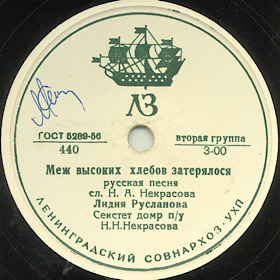 ЛЗ
ГОСТ 5289-56
440
вторая группа
3-00
Меж высоких хлебов затерялося
русская песня
сл. Н. А. Некрасова
Лидия Русланова
Секстет домр п/у
Н.Н.Некрасова
ЛЕНИНГРАДСКИЙ СОВНАРХОЗ·УХП